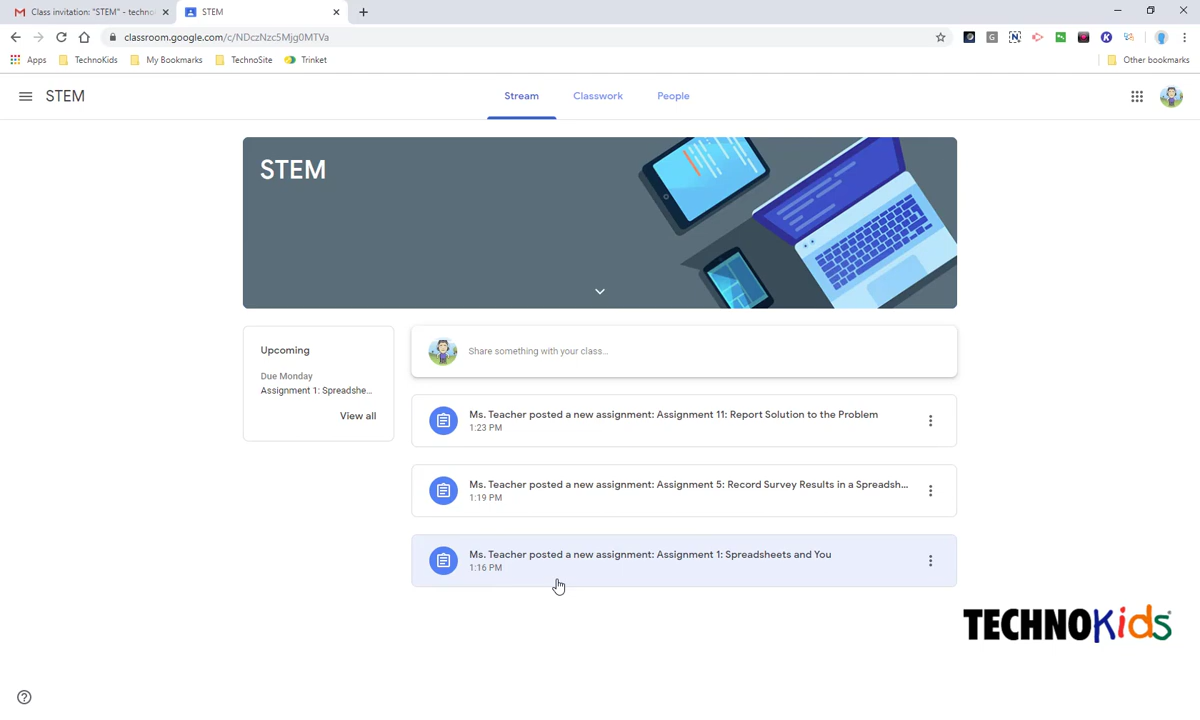 Class invitation: "STEM" - techno
STEM
classroom.google.com/c/NDczNzc5Mjg0MTVa
Apps
TechnoKids
My Bookmarks
TechnoSite
Trinket
Other bookmarks
STEM
Stream
Classwork
People
STEM
Upcoming
Due Monday
Assignment 1: Spreadshe...
View all
Share something with your class...
Ms. Teacher posted a new assignment: Assignment 11: Report Solution to the Problem
1:23 PM
Ms. Teacher posted a new assignment: Assignment 5: Record Survey Results in a Spreadsh...
1:19 PM
Ms. Teacher posted a new assignment: Assignment 1: Spreadsheets and You
1:16 PM
TECHNOKids